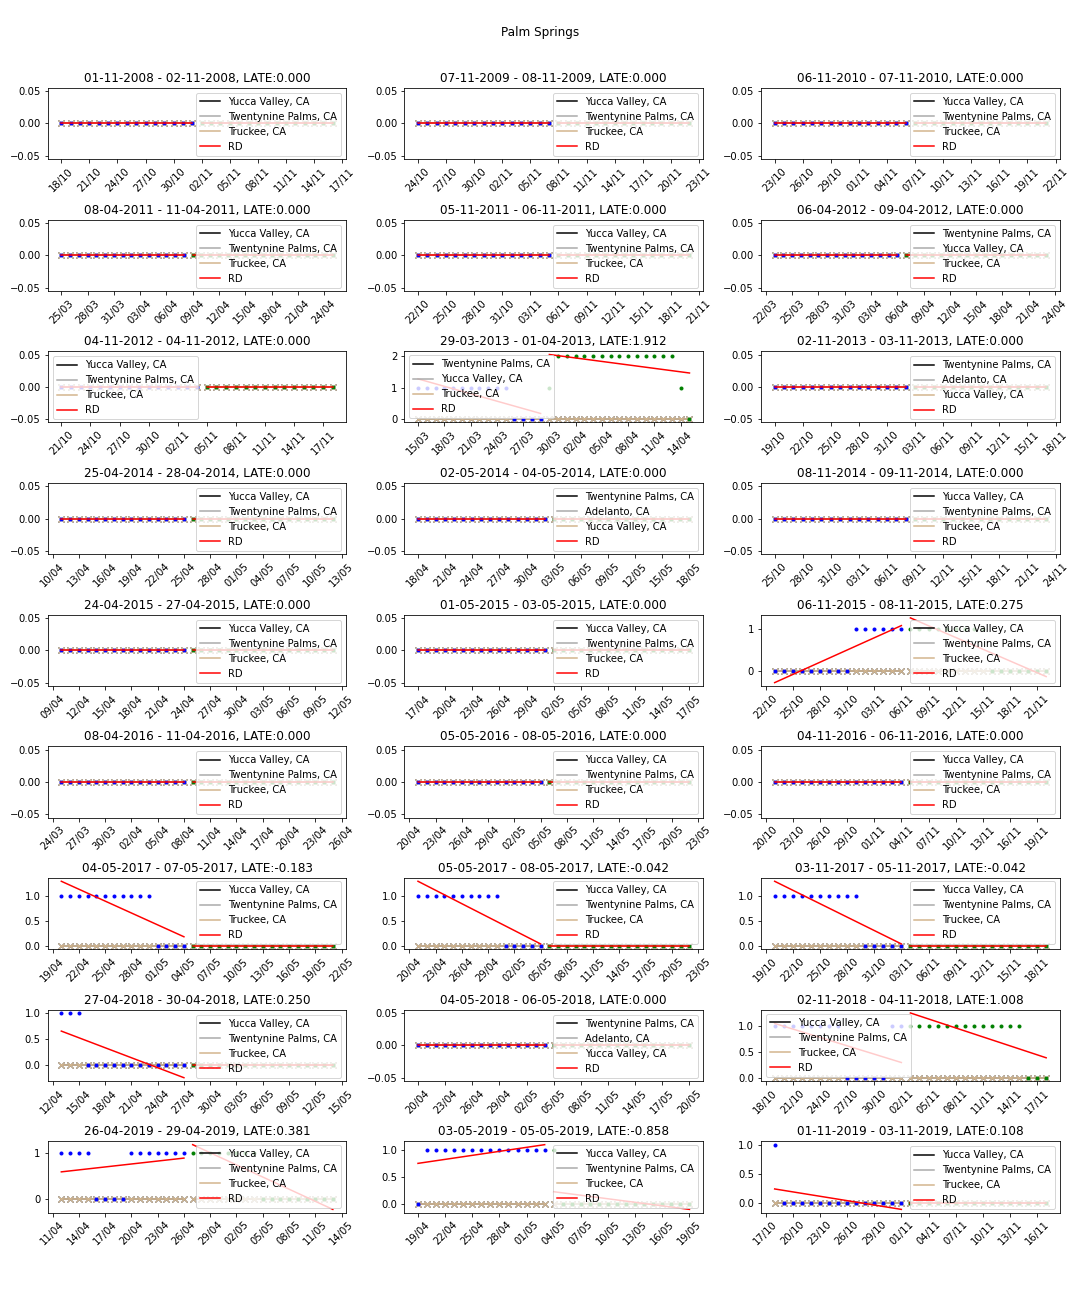 Palm Springs
01-11-2008 - 02-11-2008, LATE:0.000
0.05
0.00
−0.05
Yucca Valley, CA
Twentynine Palms, CA
Truckee, CA
RD
18/10 21/10 24/10 27/10 30/10 02/11 05/11 08/11 11/11 14/11 17/11
07-11-2009 - 08-11-2009, LATE:0.000
0.05
0.00
−0.05
Yucca Valley, CA
Twentynine Palms, CA
Truckee, CA
RD
24/10 27/10 30/10 02/11 05/11 08/11 11/11 14/11 17/11 20/11 23/11
06-11-2010 - 07-11-2010, LATE:0.000
0.05
0.00
−0.05
Yucca Valley, CA
Twentynine Palms, CA
Truckee, CA
RD
23/10 26/10 29/10 01/11 04/11 07/11 10/11 13/11 16/11 19/11 22/11
08-04-2011 - 11-04-2011, LATE:0.000
0.05
0.00
−0.05
Yucca Valley, CA
Twentynine Palms, CA
Truckee, CA
RD
25/03 28/03 31/03 03/04 06/04 09/04 12/04 15/04 18/04 21/04 24/04
05-11-2011 - 06-11-2011, LATE:0.000
0.05
0.00
−0.05
Yucca Valley, CA
Twentynine Palms, CA
Truckee, CA
RD
22/10 25/10 28/10 31/10 03/11 06/11 09/11 12/11 15/11 18/11 21/11
06-04-2012 - 09-04-2012, LATE:0.000
0.05
0.00
−0.05
Twentynine Palms, CA
Yucca Valley, CA
Truckee, CA
RD
22/03 25/03 28/03 31/03 03/04 06/04 09/04 12/04 15/04 18/04 21/04 24/04
04-11-2012 - 04-11-2012, LATE:0.000
0.05
0.00
−0.05
Yucca Valley, CA
Twentynine Palms, CA
Truckee, CA
RD
21/10 24/10 27/10 30/10 02/11 05/11 08/11 11/11 14/11 17/11
29-03-2013 - 01-04-2013, LATE:1.912
2
1
0
Twentynine Palms, CA
Yucca Valley, CA
Truckee, CA
RD
15/03 18/03 21/03 24/03 27/03 30/03 02/04 05/04 08/04 11/04 14/04
02-11-2013 - 03-11-2013, LATE:0.000
0.05
0.00
−0.05
Twentynine Palms, CA
Adelanto, CA
Yucca Valley, CA
RD
19/10 22/10 25/10 28/10 31/10 03/11 06/11 09/11 12/11 15/11 18/11
25-04-2014 - 28-04-2014, LATE:0.000
0.05
0.00
−0.05
Yucca Valley, CA
Twentynine Palms, CA
Truckee, CA
RD
10/04 13/04 16/04 19/04 22/04 25/04 28/04 01/05 04/05 07/05 10/05 13/05
02-05-2014 - 04-05-2014, LATE:0.000
0.05
0.00
−0.05
Twentynine Palms, CA
Adelanto, CA
Yucca Valley, CA
RD
18/04 21/04 24/04 27/04 30/04 03/05 06/05 09/05 12/05 15/05 18/05
08-11-2014 - 09-11-2014, LATE:0.000
0.05
0.00
−0.05
Yucca Valley, CA
Twentynine Palms, CA
Truckee, CA
RD
25/10 28/10 31/10 03/11 06/11 09/11 12/11 15/11 18/11 21/11 24/11
24-04-2015 - 27-04-2015, LATE:0.000
0.05
0.00
−0.05
Yucca Valley, CA
Twentynine Palms, CA
Truckee, CA
RD
09/04 12/04 15/04 18/04 21/04 24/04 27/04 30/04 03/05 06/05 09/05 12/05
01-05-2015 - 03-05-2015, LATE:0.000
0.05
0.00
−0.05
Yucca Valley, CA
Twentynine Palms, CA
Truckee, CA
RD
17/04 20/04 23/04 26/04 29/04 02/05 05/05 08/05 11/05 14/05 17/05
06-11-2015 - 08-11-2015, LATE:0.275
1
0
Yucca Valley, CA
Twentynine Palms, CA
Truckee, CA
RD
22/10 25/10 28/10 31/10 03/11 06/11 09/11 12/11 15/11 18/11 21/11
08-04-2016 - 11-04-2016, LATE:0.000
0.05
0.00
−0.05
Yucca Valley, CA
Twentynine Palms, CA
Truckee, CA
RD
24/03 27/03 30/03 02/04 05/04 08/04 11/04 14/04 17/04 20/04 23/04 26/04
05-05-2016 - 08-05-2016, LATE:0.000
0.05
0.00
−0.05
Yucca Valley, CA
Twentynine Palms, CA
Truckee, CA
RD
20/04 23/04 26/04 29/04 02/05 05/05 08/05 11/05 14/05 17/05 20/05 23/05
04-11-2016 - 06-11-2016, LATE:0.000
0.05
0.00
−0.05
Yucca Valley, CA
Twentynine Palms, CA
Truckee, CA
RD
20/10 23/10 26/10 29/10 01/11 04/11 07/11 10/11 13/11 16/11 19/11
04-05-2017 - 07-05-2017, LATE:-0.183
1.0
0.5
0.0
Yucca Valley, CA
Twentynine Palms, CA
Truckee, CA
RD
19/04 22/04 25/04 28/04 01/05 04/05 07/05 10/05 13/05 16/05 19/05 22/05
05-05-2017 - 08-05-2017, LATE:-0.042
1.0
0.5
0.0
Yucca Valley, CA
Twentynine Palms, CA
Truckee, CA
RD
20/04 23/04 26/04 29/04 02/05 05/05 08/05 11/05 14/05 17/05 20/05 23/05
03-11-2017 - 05-11-2017, LATE:-0.042
1.0
0.5
0.0
Yucca Valley, CA
Twentynine Palms, CA
Truckee, CA
RD
19/10 22/10 25/10 28/10 31/10 03/11 06/11 09/11 12/11 15/11 18/11
27-04-2018 - 30-04-2018, LATE:0.250
1.0
0.5
0.0
Yucca Valley, CA
Twentynine Palms, CA
Truckee, CA
RD
12/04 15/04 18/04 21/04 24/04 27/04 30/04 03/05 06/05 09/05 12/05 15/05
04-05-2018 - 06-05-2018, LATE:0.000
0.05
0.00
−0.05
Twentynine Palms, CA
Adelanto, CA
Yucca Valley, CA
RD
20/04 23/04 26/04 29/04 02/05 05/05 08/05 11/05 14/05 17/05 20/05
02-11-2018 - 04-11-2018, LATE:1.008
1.0
0.5
0.0
Yucca Valley, CA
Twentynine Palms, CA
Truckee, CA
RD
18/10 21/10 24/10 27/10 30/10 02/11 05/11 08/11 11/11 14/11 17/11
26-04-2019 - 29-04-2019, LATE:0.381
1
0
Yucca Valley, CA
Twentynine Palms, CA
Truckee, CA
RD
11/04 14/04 17/04 20/04 23/04 26/04 29/04 02/05 05/05 08/05 11/05 14/05
03-05-2019 - 05-05-2019, LATE:-0.858
1.0
0.5
0.0
Yucca Valley, CA
Twentynine Palms, CA
Truckee, CA
RD
19/04 22/04 25/04 28/04 01/05 04/05 07/05 10/05 13/05 16/05 19/05
01-11-2019 - 03-11-2019, LATE:0.108
1.0
0.5
0.0
Yucca Valley, CA
Twentynine Palms, CA
Truckee, CA
RD
17/10 20/10 23/10 26/10 29/10 01/11 04/11 07/11 10/11 13/11 16/11